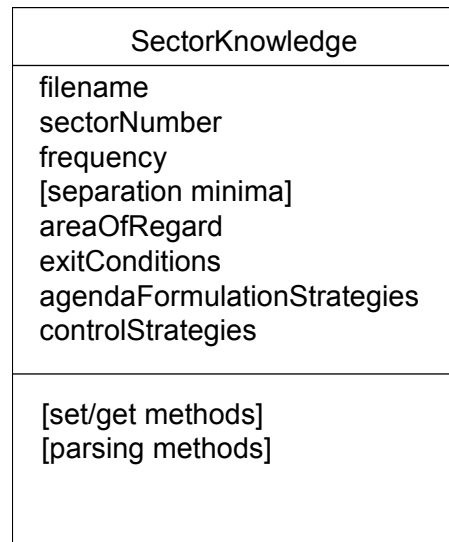 SectorKnowledge
filename
sectorNumber
frequency
[separation minima]
areaOfRegard
exitConditions
agendaFormulationStrategies
controlStrategies
[set/get methods]
[parsing methods]